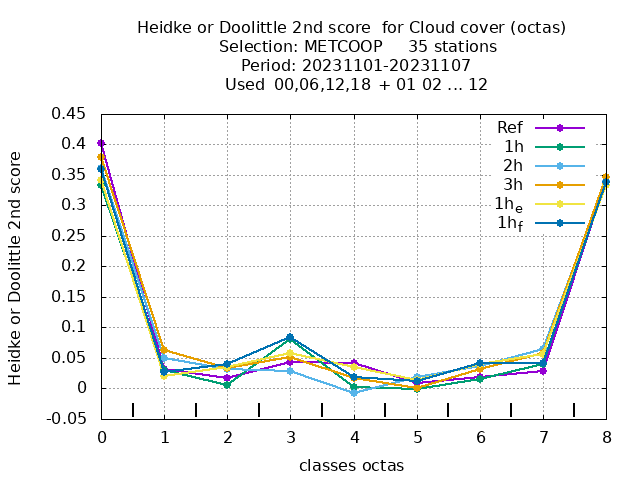 Heidke or Doolittle 2nd score  for Cloud cover (octas)
Selection: METCOOP     35 stations
Period: 20231101-20231107
Used  00,06,12,18 + 01 02 ... 12
Heidke or Doolittle 2nd score
0.45
0.4
0.35
0.3
0.25
0.2
0.15
0.1
0.05
0
-0.05
Ref
1h
2h
3h
1he
1hf
0 1 2 3 4 5 6 7 8
classes octas